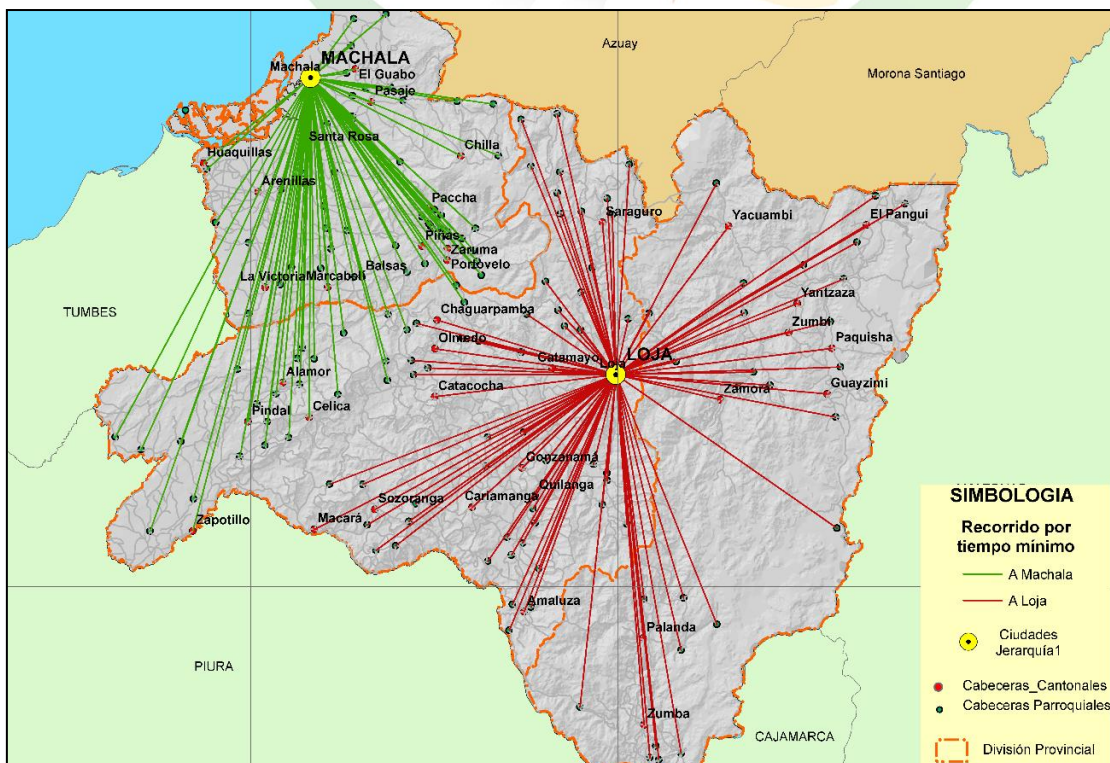 Azuay
Morona Santiago
MACHALA
Machala
El Guabo
Pasaje
Santa Rosa
Chilla
Huaquillas
Arenillas
Paccha
Saraguro
Yacuambi
El Pangui
Piñas
Zaruma
Portovelo
Balsas
La Victoria
Marcabeli
Yantzaza
TUMBES
Chaguarpamba
Zumbi
Olmedo
Paquisha
Catamayo
LOJA
Loja
Alamor
Catacocha
Zamora
Guayzimi
Pindal
Celica
Gonzanamá
Sozoranga
Cariamanga
Quilanga
Zapotillo
Macará
Amaluza
Palanda
PIURA
Zumba
CAJAMARCA
SIMBOLOGIA
Recorrido por
tiempo mínimo
A Machala
A Loja
Ciudades
Jerarquía1
Cabeceras_Cantonales
Cabeceras Parroquiales
División Provincial